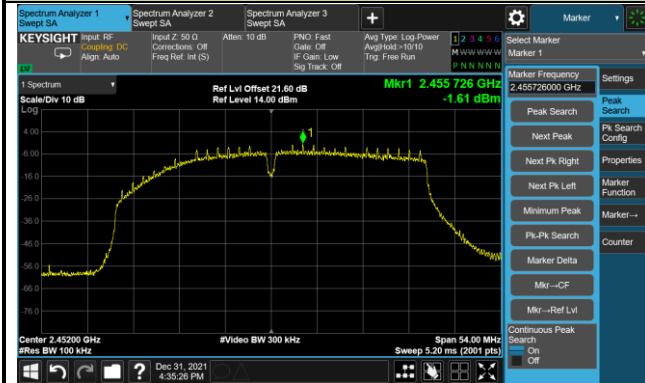 Spectrum Analyzer 1
Swept SA
Spectrum Analyzer 2
Swept SA
Spectrum Analyzer 3
Swept SA
Marker
KEYSIGHT
Input: RF
Coupling: DC
Align: Auto
Input Z: 50 Ω
Corrections: Off
Freq Ref: Int (S)
Atten: 10 dB
PNO: Fast
Gate: Off
IF Gain: Low
Sig Track: Off
Avg Type: Log-Power
Avg|Hold:>10/10
Trig: Free Run
1 2 3 4 5 6
M W W W W W
P N N N N N
LV
Select Marker
Marker 1
1 Spectrum
Scale/Div 10 dB
Log
Ref Lvl Offset 21.60 dB
Ref Level 14.00 dBm
Mkr1 2.455 726 GHz
-1.61 dBm
4.00
-6.00
-16.0
-26.0
-36.0
-46.0
-56.0
-66.0
-76.0
1
Center 2.45200 GHz
#Res BW 100 kHz
#Video BW 300 kHz
Span 54.00 MHz
Sweep 5.20 ms (2001 pts)
Marker Frequency
2.455726000 GHz
Peak Search
Next Peak
Next Pk Right
Next Pk Left
Minimum Peak
Pk-Pk Search
Marker Delta
Mkr→CF
Mkr→Ref Lvl
Continuous Peak
Search
On
Off
Settings
Peak
Search
Pk Search
Config
Properties
Marker
Function
Marker→
Counter
?
Dec 31, 2021
4:35:26 PM